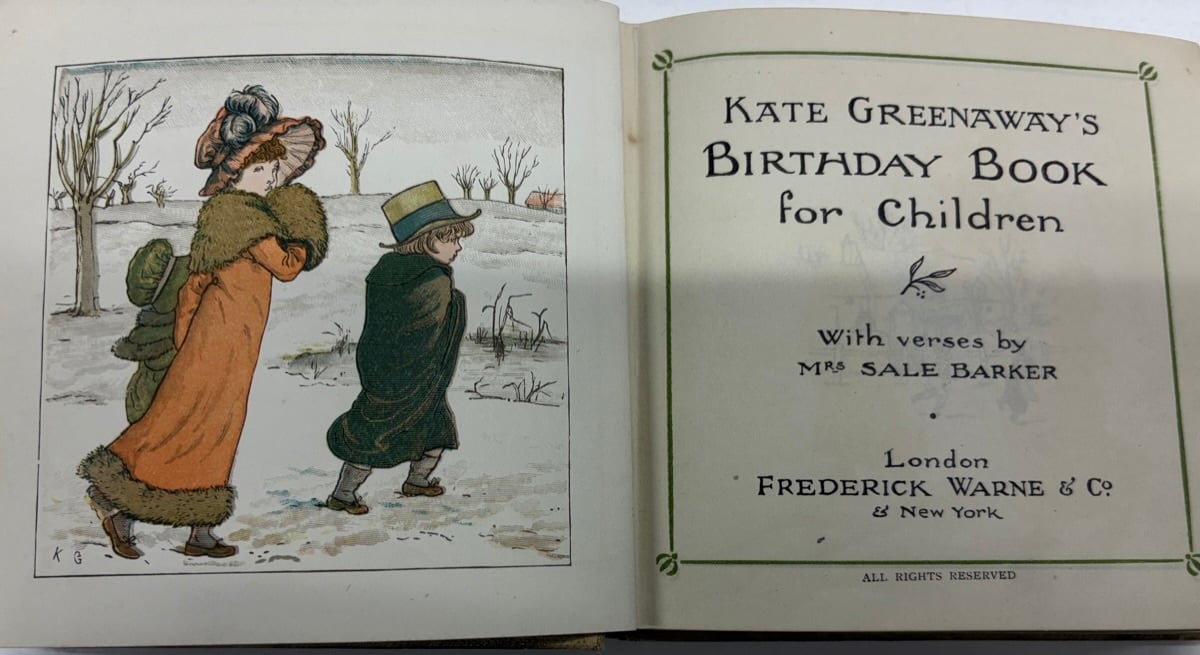 K G
KATE GREENAWAY'S
BIRTHDAY BOOK
for Children
With verses by
MRS SALE BARKER
London
FREDERICK WARNE & Co
& New York
ALL RIGHTS RESERVED